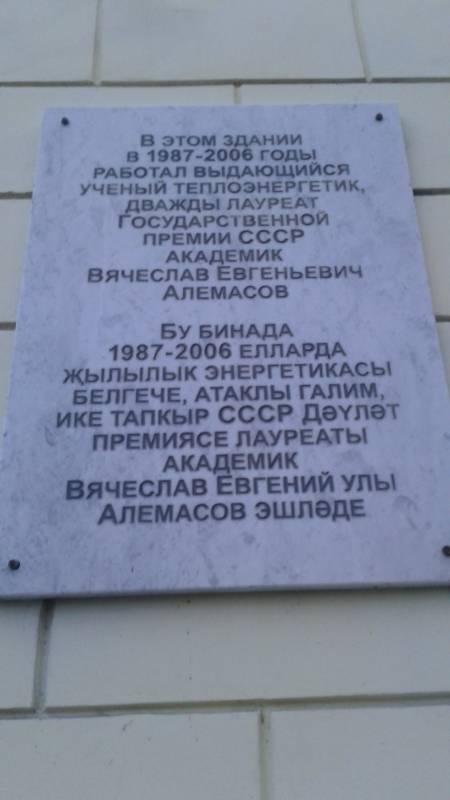 В этом здании
в 1987-2006 годы
работал выдающийся
ученый теплоэнергетик,
дважды лауреат
Государственной
премии СССР
академик
Вячеслав Евгеньевич
Алемасов
Бу бинада
1987-2006 елларда
җылылык энергетикасы
белгече, атаклы галим,
ике тапкыр СССР Дәүләт
премиясе лауреаты
академик
Вячеслав Евгений улы
Алемасов эшләде